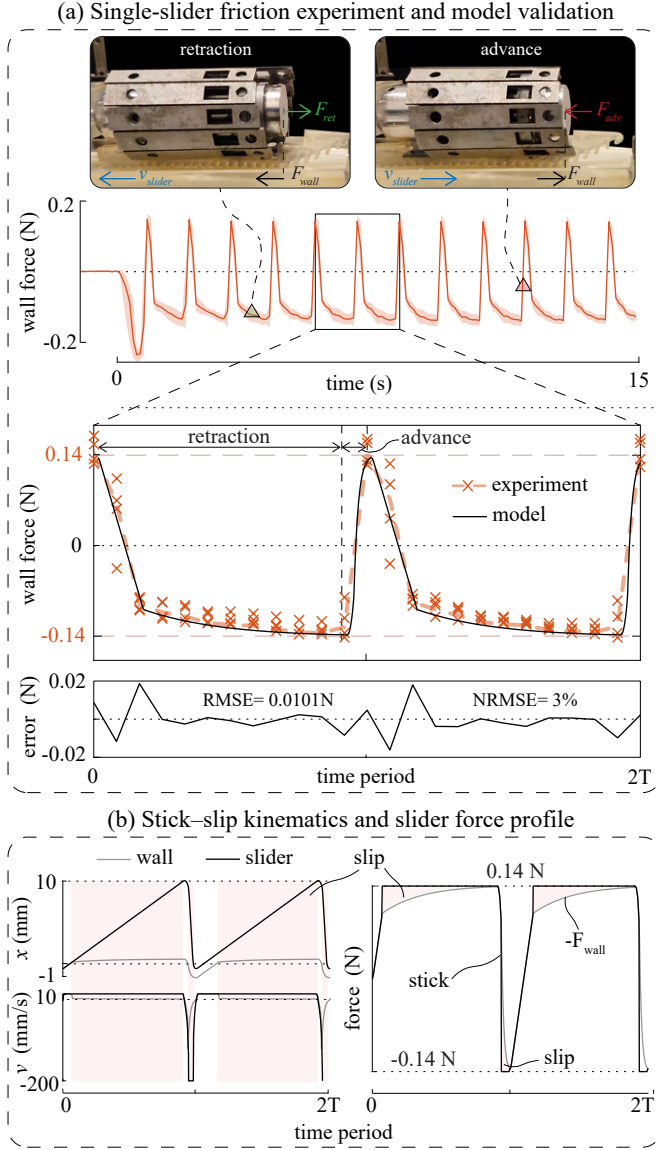 (a) Single-slider friction experiment and model validation
retraction
advance
F_ret
F_adv
v_slider
F_wall
v_slider
F_wall
0.2
-0.2
wall force (N)
0
time (s)
15
retraction
advance
0.14
0
-0.14
wall force (N)
experiment
model
0.02
-0.02
error (N)
RMSE= 0.0101N
NRMSE= 3%
0
time period
2T
(b) Stick–slip kinematics and slider force profile
wall
slider
slip
10
-1
x (mm)
10
-200
v (mm/s)
0
2T
0.14 N
-F_wall
stick
force (N)
-0.14 N
slip
0
2T
time period